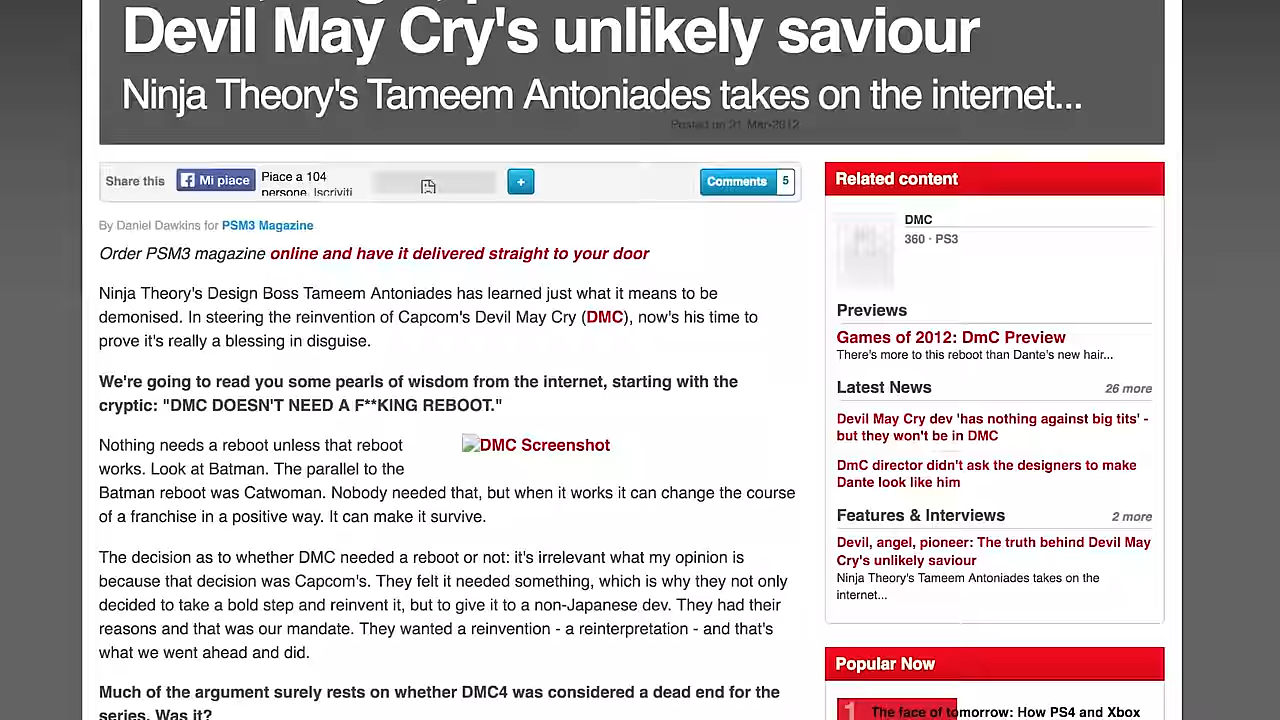 Devil May Cry's unlikely saviour
Ninja Theory's Tameem Antoniades takes on the internet...
Posted on 21 Mar-2012
Share this
Mi piace
Piace a 104
persone. Iscriviti
+
Comments
5
By Daniel Dawkins for PSM3 Magazine
Order PSM3 magazine online and have it delivered straight to your door
Ninja Theory's Design Boss Tameem Antoniades has learned just what it means to be
demonised. In steering the reinvention of Capcom's Devil May Cry (DMC), now's his time to
prove it's really a blessing in disguise.
We're going to read you some pearls of wisdom from the internet, starting with the
cryptic: "DMC DOESN'T NEED A F**KING REBOOT."
DMC Screenshot
Nothing needs a reboot unless that reboot
works. Look at Batman. The parallel to the
Batman reboot was Catwoman. Nobody needed that, but when it works it can change the course
of a franchise in a positive way. It can make it survive.
The decision as to whether DMC needed a reboot or not: it's irrelevant what my opinion is
because that decision was Capcom's. They felt it needed something, which is why they not only
decided to take a bold step and reinvent it, but to give it to a non-Japanese dev. They had their
reasons and that was our mandate. They wanted a reinvention - a reinterpretation - and that's
what we went ahead and did.
Much of the argument surely rests on whether DMC4 was considered a dead end for the
series. Was it?
Related content
DMC
360 · PS3
Previews
Games of 2012: DmC Preview
There's more to this reboot than Dante's new hair...
Latest News
26 more
Devil May Cry dev 'has nothing against big tits' -
but they won't be in DMC
DmC director didn't ask the designers to make
Dante look like him
Features & Interviews
2 more
Devil, angel, pioneer: The truth behind Devil May
Cry's unlikely saviour
Ninja Theory's Tameem Antoniades takes on the
internet...
Popular Now
1
The face of tomorrow: How PS4 and Xbox